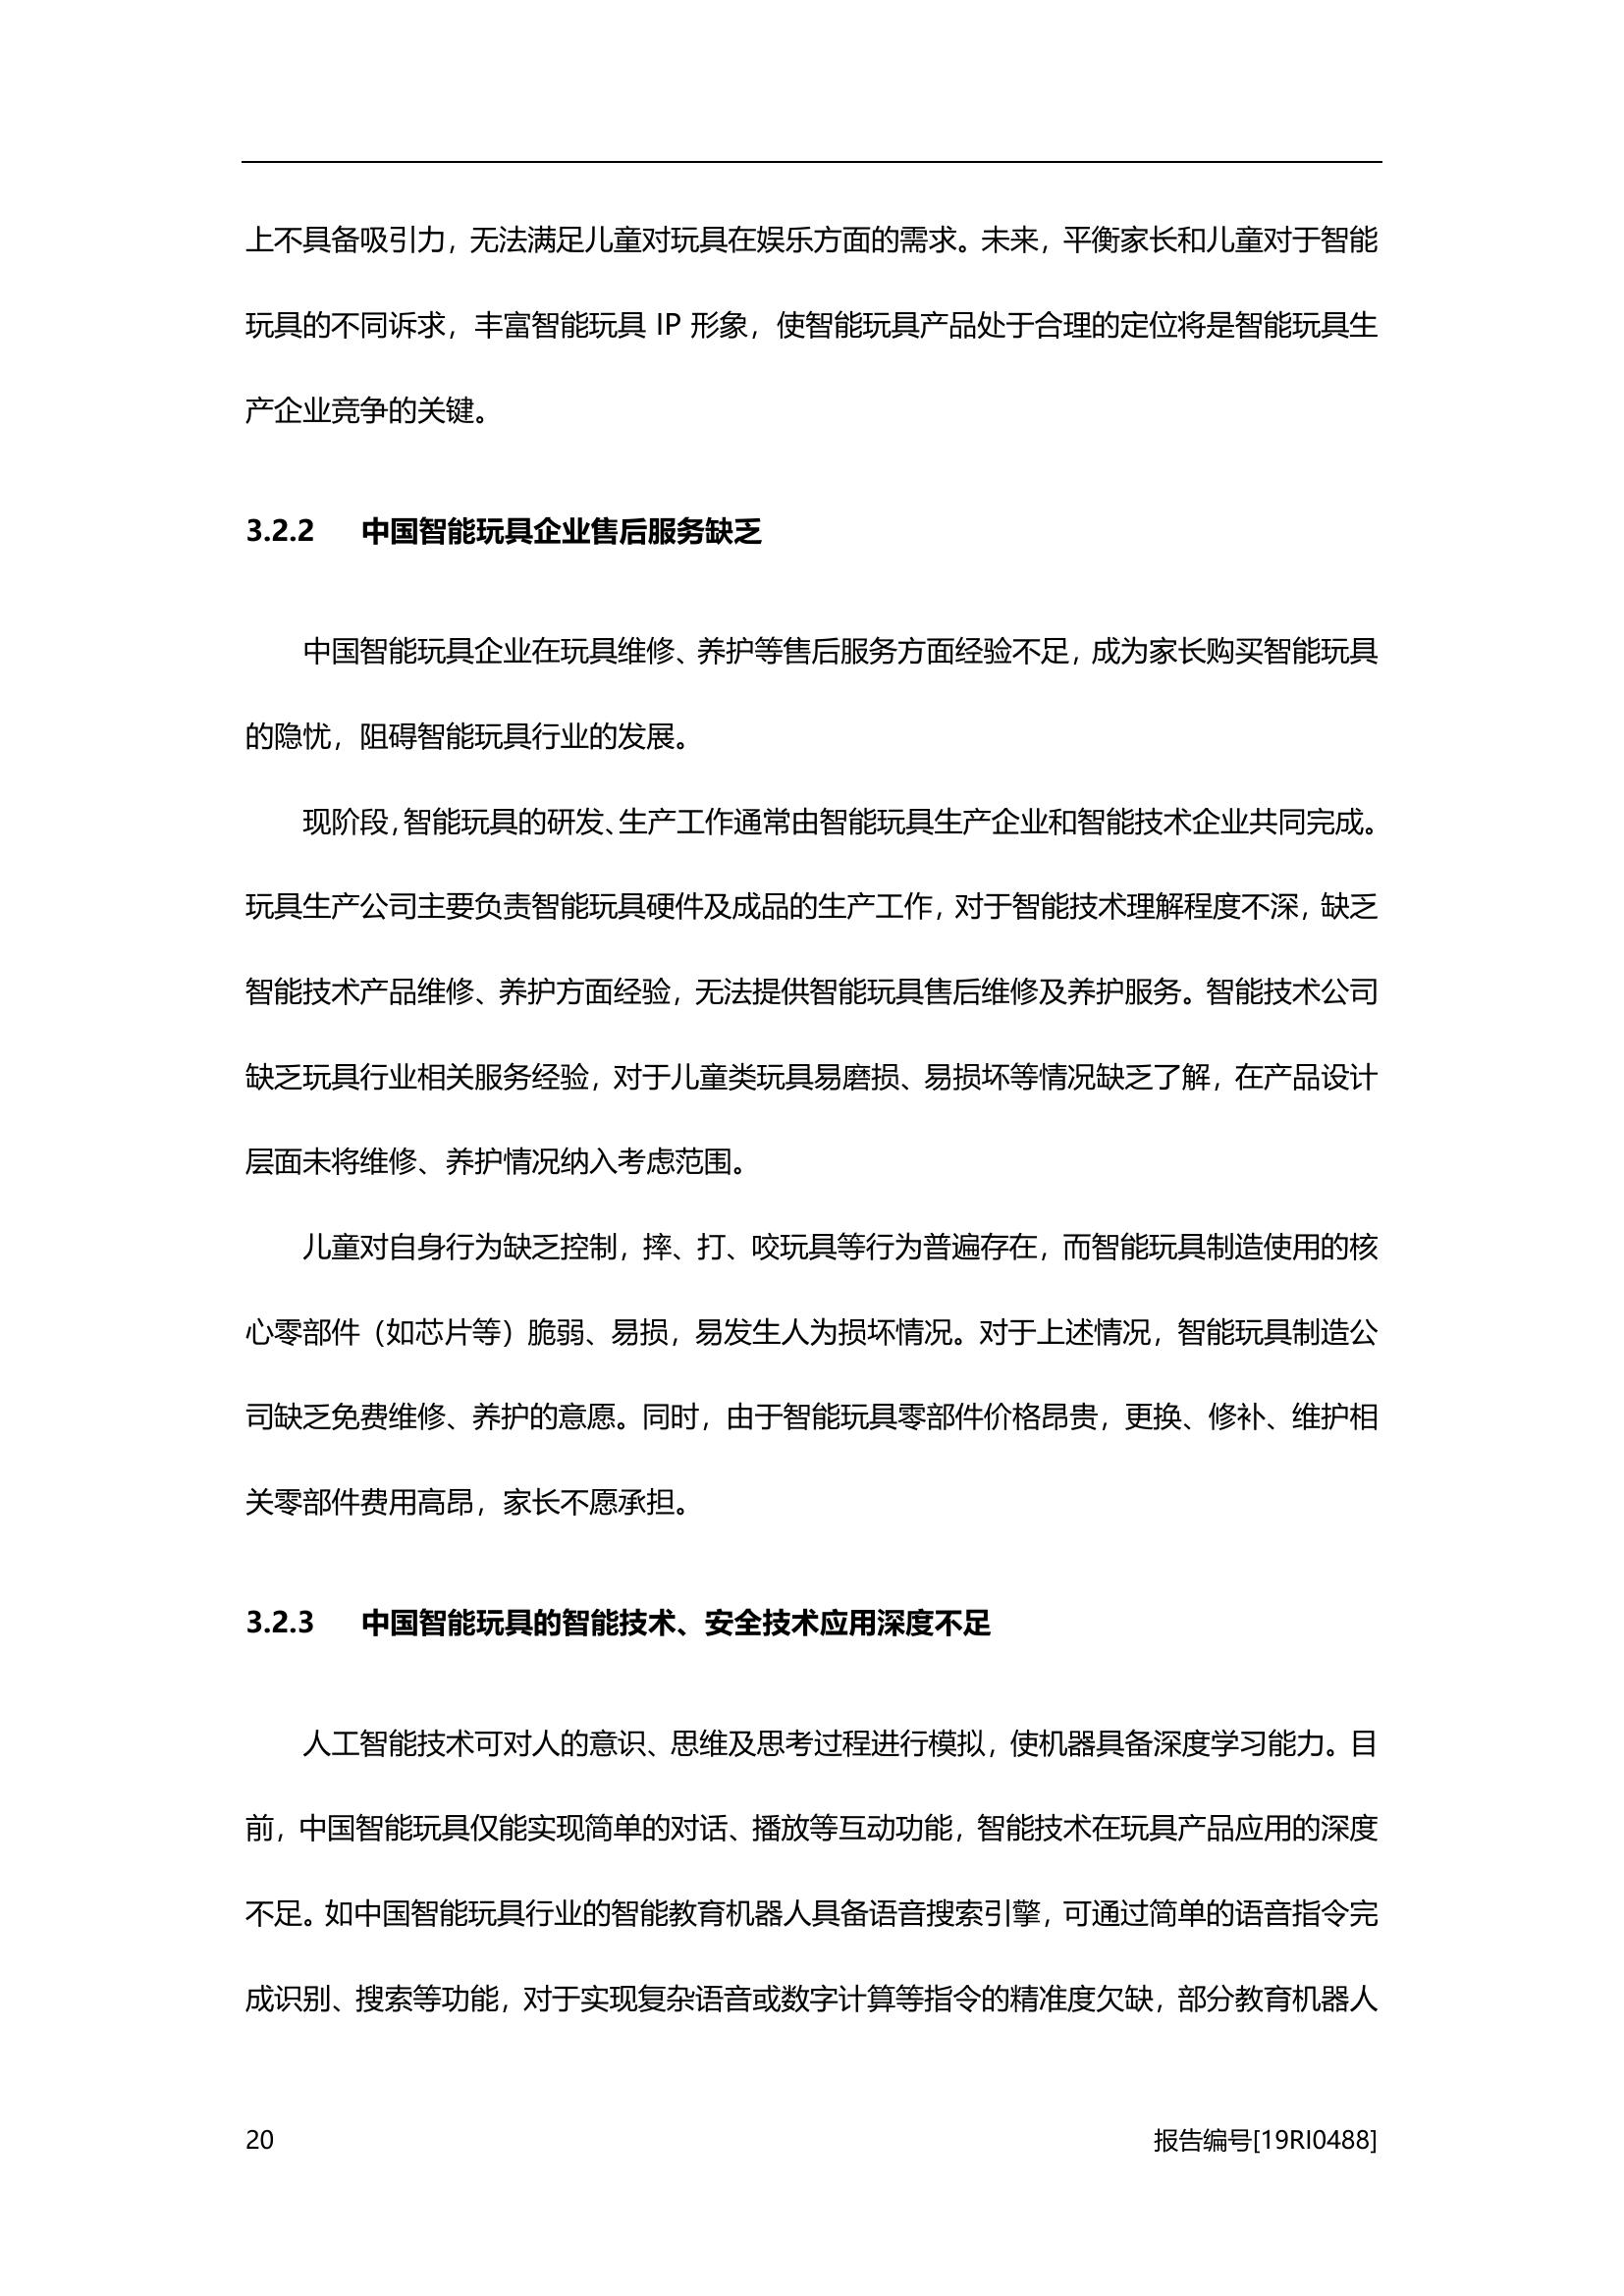 上不具备吸引力，无法满足儿童对玩具在娱乐方面的需求。未来，平衡家长和儿童对于智能
玩具的不同诉求，丰富智能玩具 IP 形象，使智能玩具产品处于合理的定位将是智能玩具生
产企业竞争的关键。
3.2.2 中国智能玩具企业售后服务缺乏
中国智能玩具企业在玩具维修、养护等售后服务方面经验不足，成为家长购买智能玩具
的隐忧，阻碍智能玩具行业的发展。
现阶段，智能玩具的研发、生产工作通常由智能玩具生产企业和智能技术企业共同完成。
玩具生产公司主要负责智能玩具硬件及成品的生产工作，对于智能技术理解程度不深，缺乏
智能技术产品维修、养护方面经验，无法提供智能玩具售后维修及养护服务。智能技术公司
缺乏玩具行业相关服务经验，对于儿童类玩具易磨损、易损坏等情况缺乏了解，在产品设计
层面未将维修、养护情况纳入考虑范围。
儿童对自身行为缺乏控制，摔、打、咬玩具等行为普遍存在，而智能玩具制造使用的核
心零部件（如芯片等）脆弱、易损，易发生人为损坏情况。对于上述情况，智能玩具制造公
司缺乏免费维修、养护的意愿。同时，由于智能玩具零部件价格昂贵，更换、修补、维护相
关零部件费用高昂，家长不愿承担。
3.2.3 中国智能玩具的智能技术、安全技术应用深度不足
人工智能技术可对人的意识、思维及思考过程进行模拟，使机器具备深度学习能力。目
前，中国智能玩具仅能实现简单的对话、播放等互动功能，智能技术在玩具产品应用的深度
不足。如中国智能玩具行业的智能教育机器人具备语音搜索引擎，可通过简单的语音指令完
成识别、搜索等功能，对于实现复杂语音或数字计算等指令的精准度欠缺，部分教育机器人
20 报告编号[19RI0488]